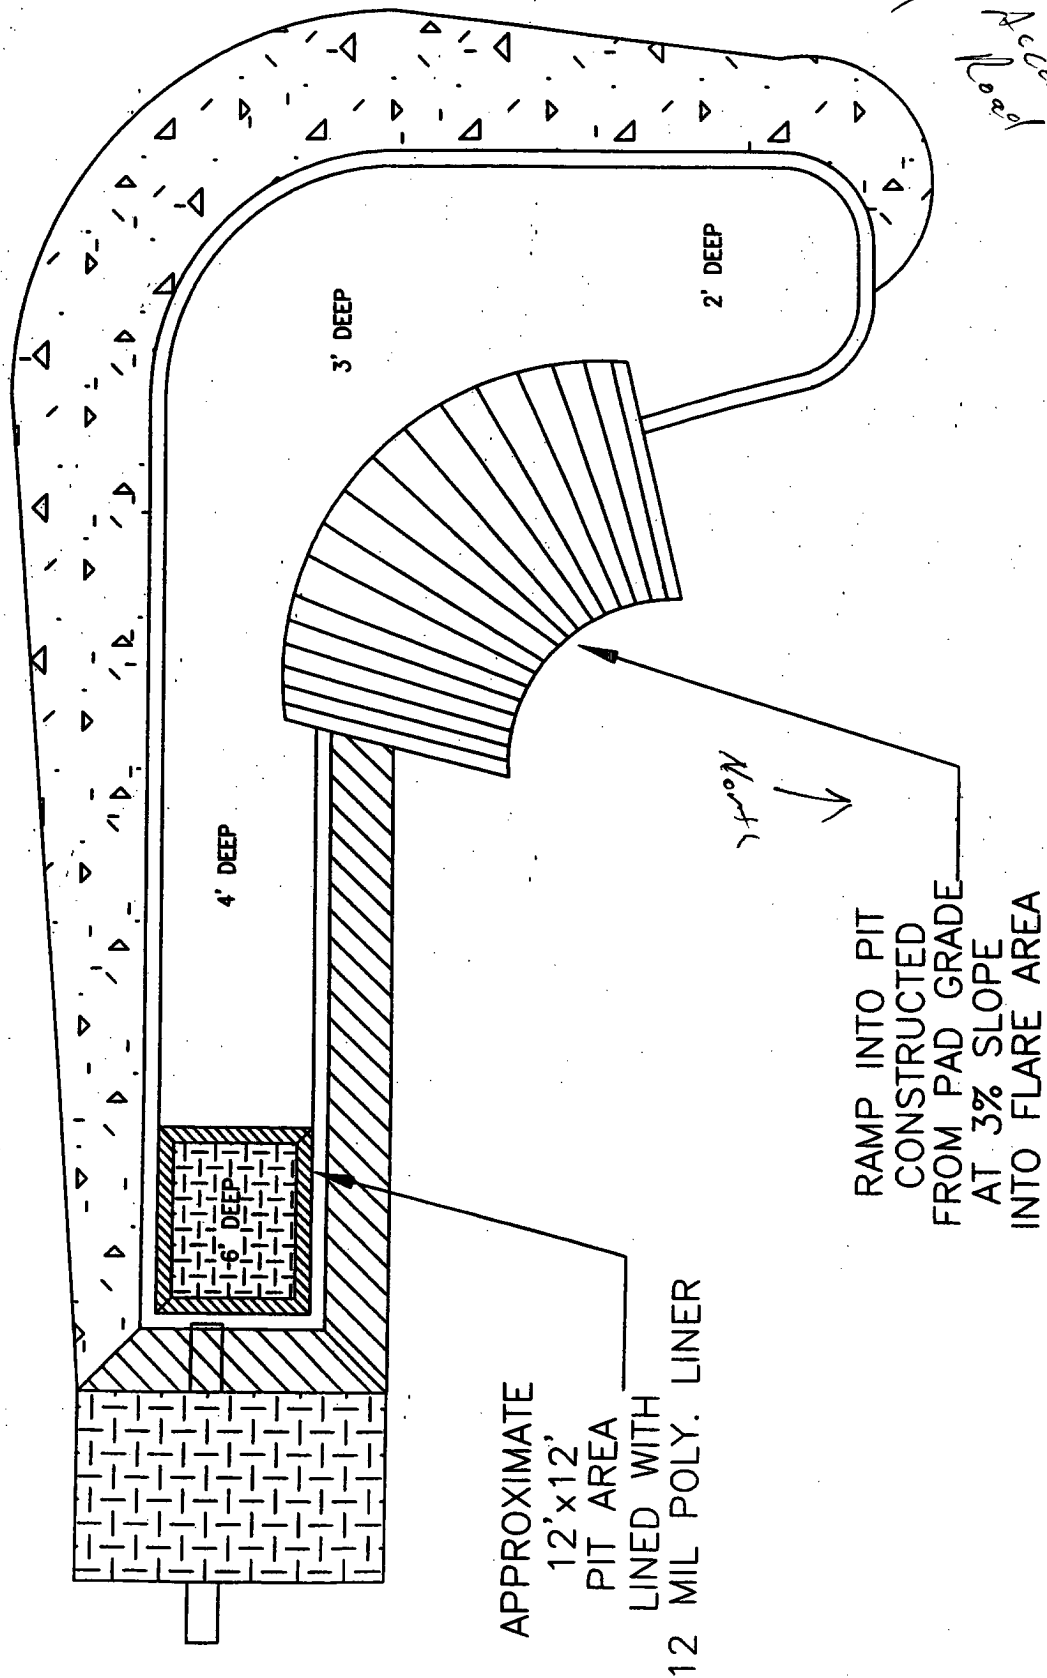 Road
2' DEEP
3' DEEP
4' DEEP
6' DEEP
North
RAMP INTO PIT
CONSTRUCTED
FROM PAD GRADE
AT 3% SLOPE
INTO FLARE AREA
APPROXIMATE
12'x12'
PIT AREA
LINED WITH
12 MIL POLY. LINER